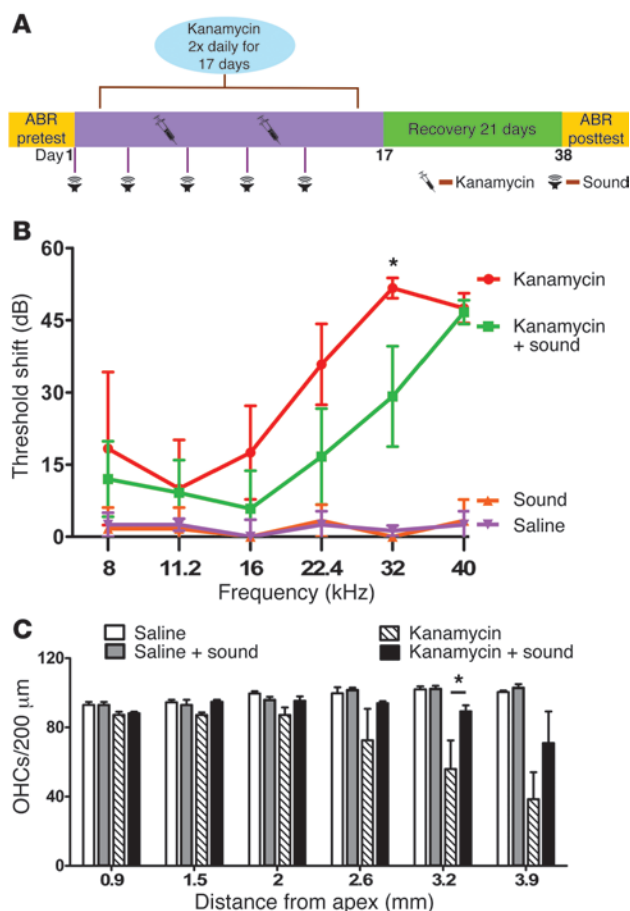 A
Kanamycin
2x daily for
17 days
ABR
pretest
Recovery 21 days
ABR
posttest
Day 1
17
38
Kanamycin
Sound
B
Threshold shift (dB)
60
45
30
15
0
*
Kanamycin
Kanamycin
+ sound
Sound
Saline
8
11.2
16
22.4
32
40
Frequency (kHz)
C
Saline
Kanamycin
Saline + sound
Kanamycin + sound
OHCs/200 μm
120
80
40
0
*
0.9
1.5
2
2.6
3.2
3.9
Distance from apex (mm)